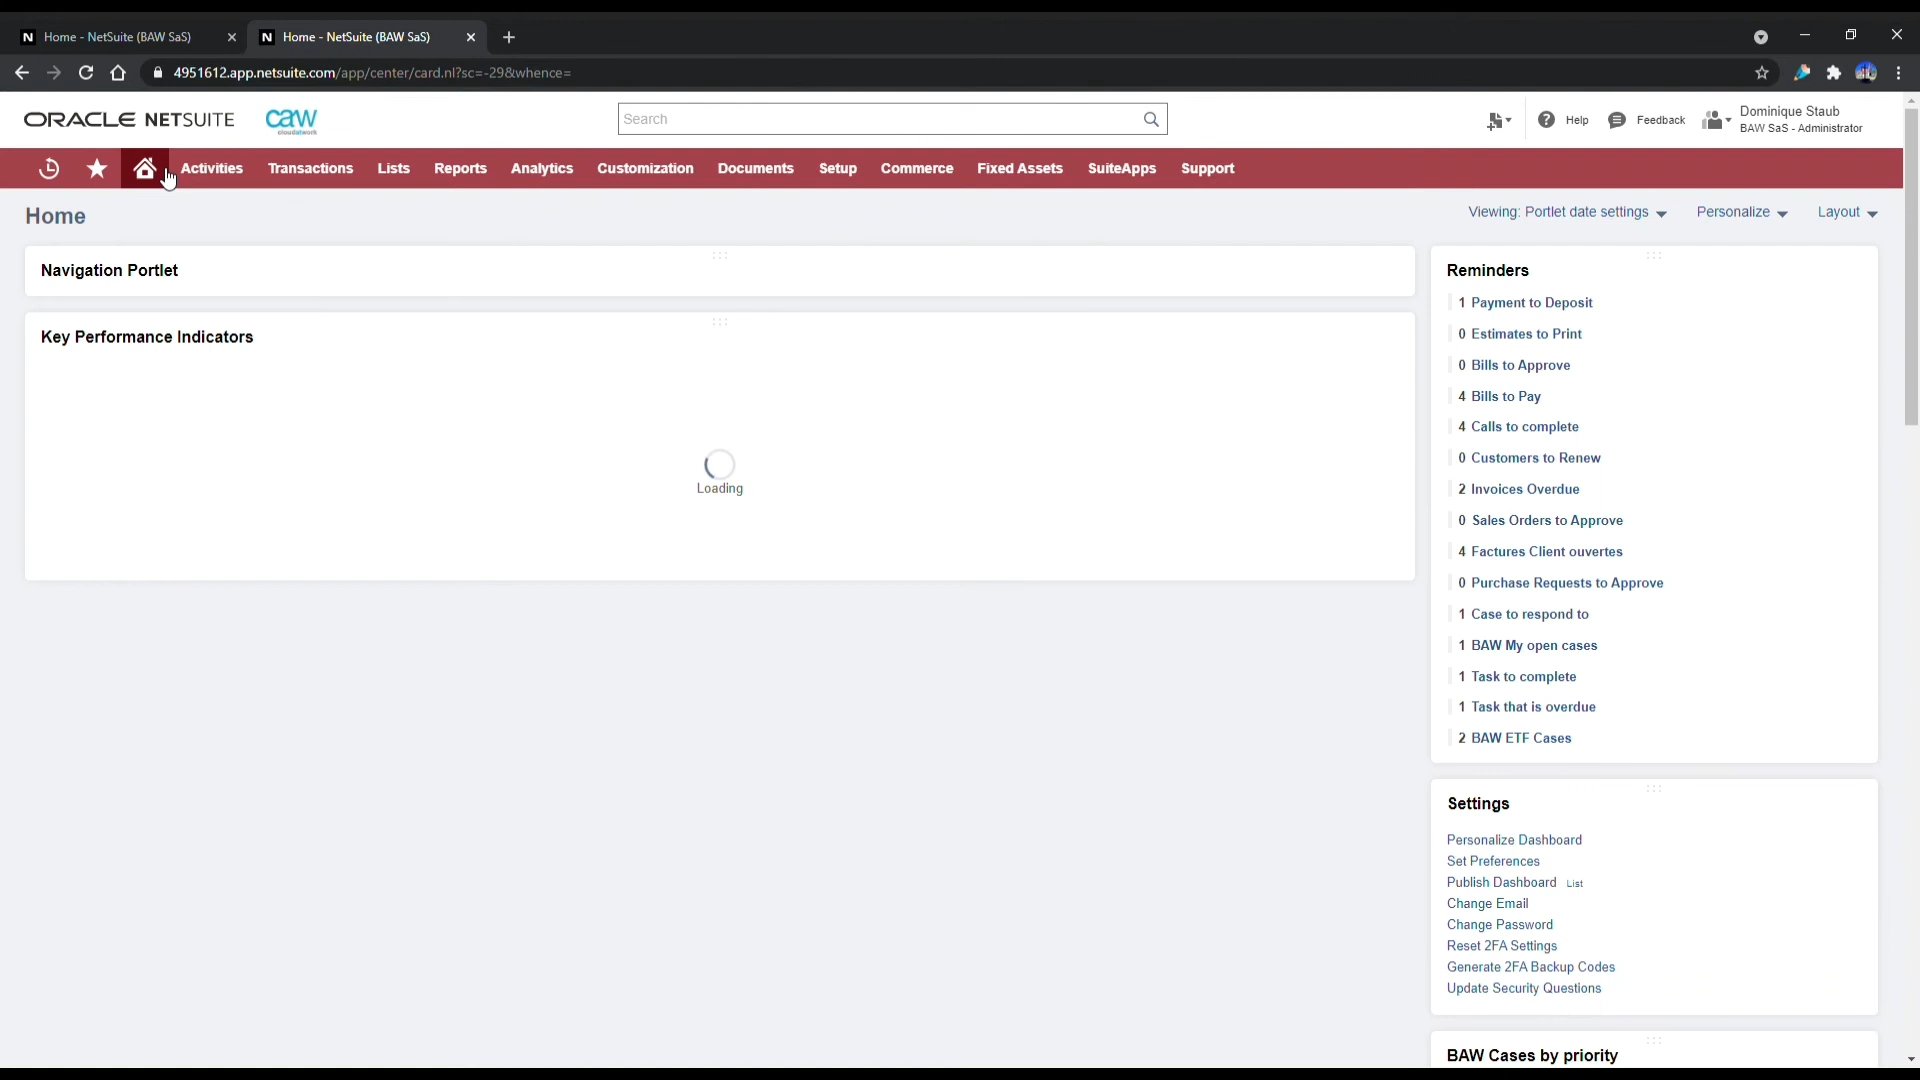 Home - NetSuite (BAW SaS)
Home - NetSuite (BAW SaS)
4951612.app.netsuite.com/app/center/card.nl?sc=-29&whence=
ORACLE NETSUITE
caw
cloudatwork
Search
Help
Feedback
Dominique Staub
BAW SaS - Administrator
Activities
Transactions
Lists
Reports
Analytics
Customization
Documents
Setup
Commerce
Fixed Assets
SuiteApps
Support
Home
Viewing: Portlet date settings
Personalize
Layout
Navigation Portlet
Key Performance Indicators
Loading
Reminders
1 Payment to Deposit
0 Estimates to Print
0 Bills to Approve
4 Bills to Pay
4 Calls to complete
0 Customers to Renew
2 Invoices Overdue
0 Sales Orders to Approve
4 Factures Client ouvertes
0 Purchase Requests to Approve
1 Case to respond to
1 BAW My open cases
1 Task to complete
1 Task that is overdue
2 BAW ETF Cases
Settings
Personalize Dashboard
Set Preferences
Publish Dashboard List
Change Email
Change Password
Reset 2FA Settings
Generate 2FA Backup Codes
Update Security Questions
BAW Cases by priority